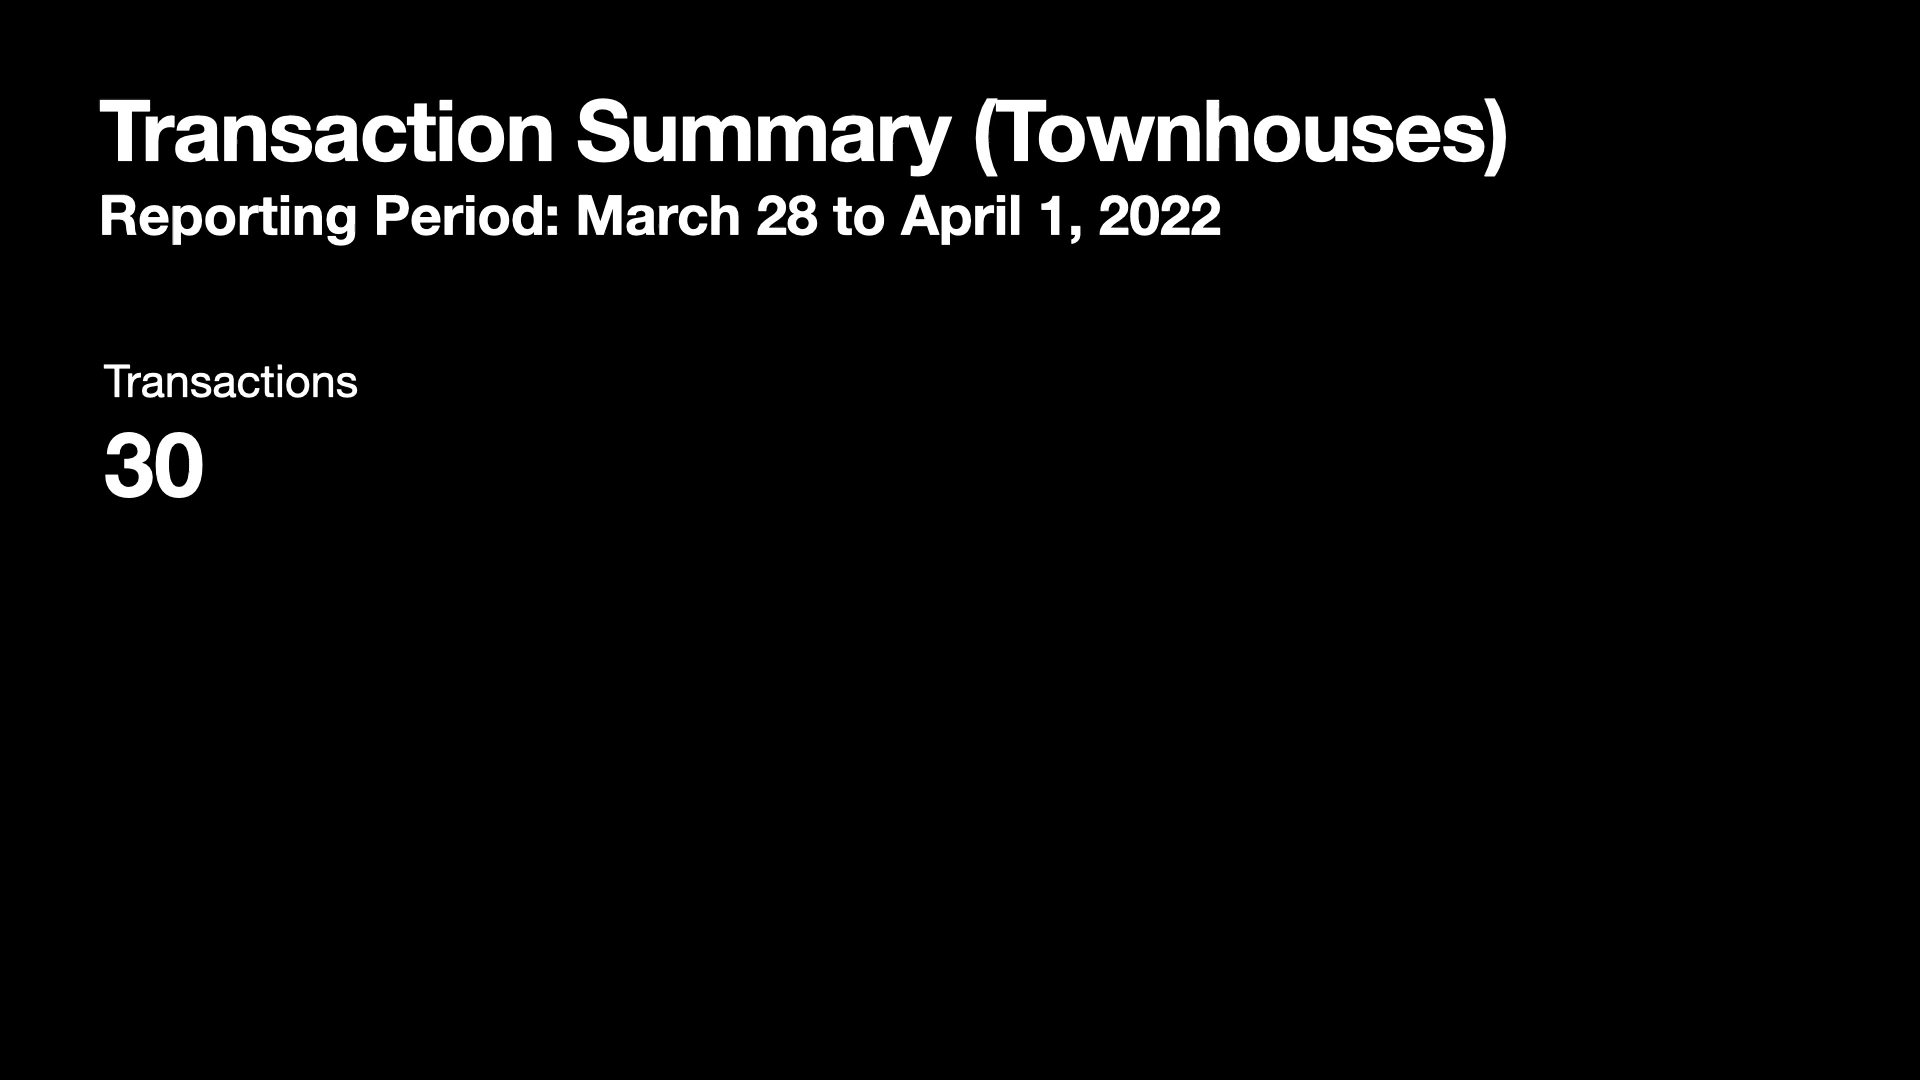 Transaction Summary (Townhouses)
Reporting Period: March 28 to April 1, 2022
Transactions
30